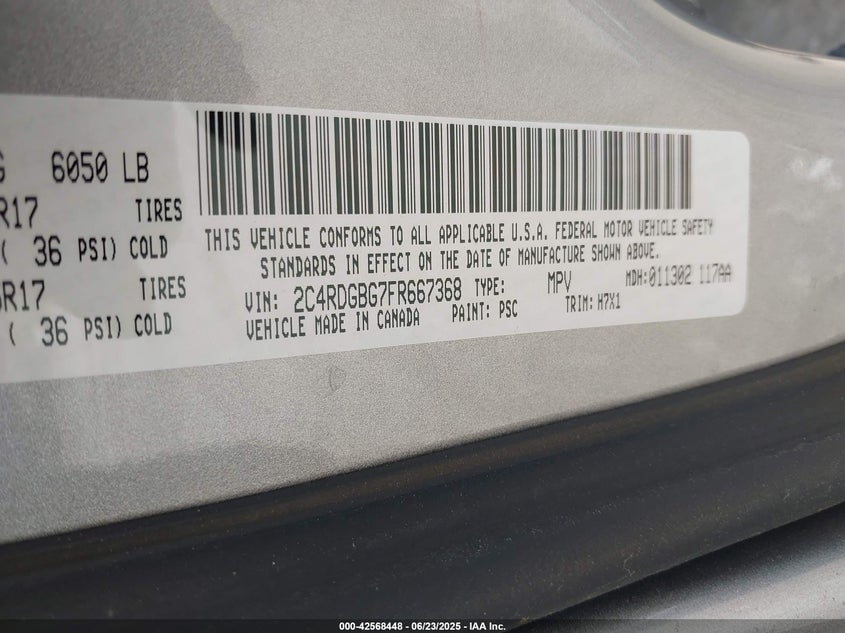 G 6050 LB
R17 TIRES
( 36 PSI) COLD
R17 TIRES
( 36 PSI) COLD
THIS VEHICLE CONFORMS TO ALL APPLICABLE U.S.A. FEDERAL MOTOR VEHICLE SAFETY
STANDARDS IN EFFECT ON THE DATE OF MANUFACTURE SHOWN ABOVE.
VIN: 2C4RDGBG7FR667368 TYPE: MPV MDH:011302 117AA
VEHICLE MADE IN CANADA PAINT: PSC TRIM: H7X1
000-42568448 - 06/23/2025 - IAA Inc.